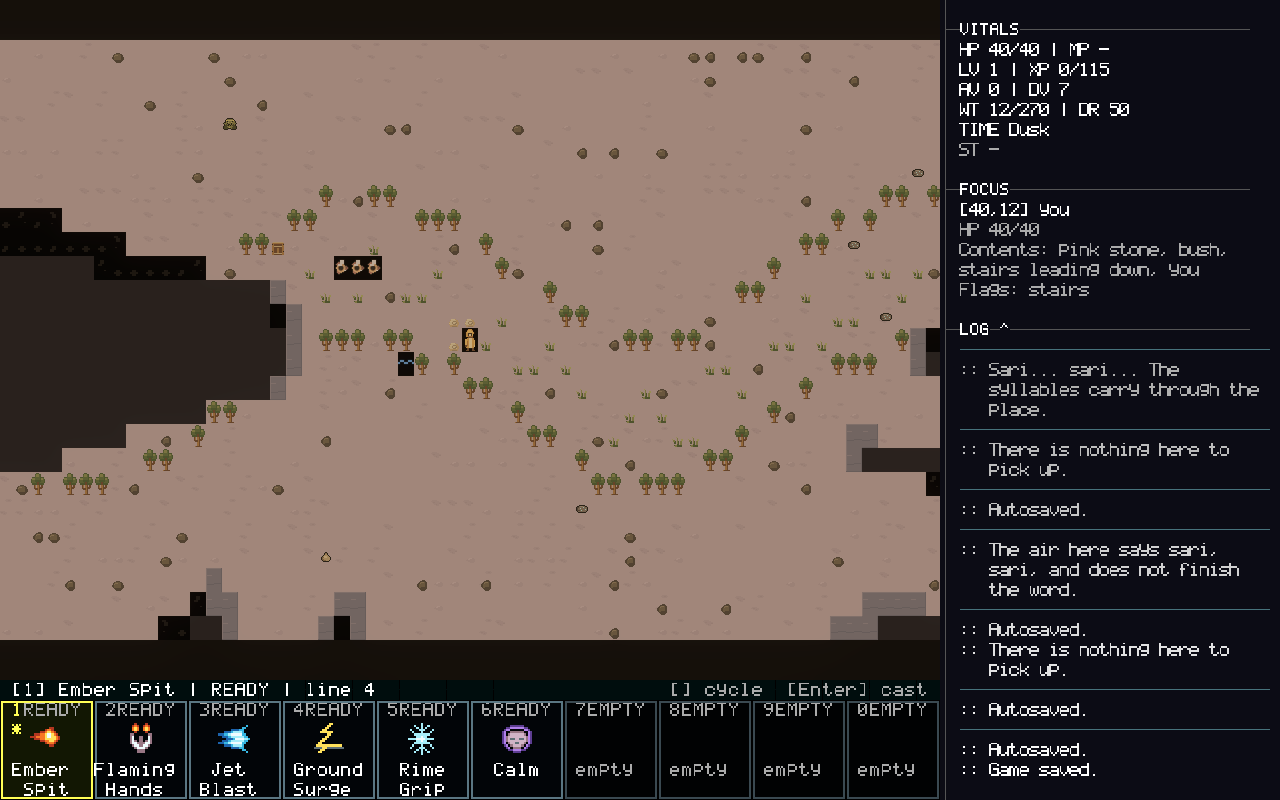 VITALS
HP 40/40 | MP -
LV 1 | XP 0/115
AV 0 | DV 7
WT 12/270 | DR 50
TIME Dusk
ST -
FOCUS
[40,12] You
HP 40/40
Contents: Pink stone, bush,
stairs leading down, You
Flags: stairs
LOG ^
:: Sari... sari... The
syllables carry through the
Place.
:: There is nothing here to
Pick up.
:: Autosaved.
:: The air here says sari,
sari, and does not finish
the word.
:: Autosaved.
:: There is nothing here to
Pick up.
:: Autosaved.
:: Autosaved.
:: Game saved.
[1] Ember Spit | READY | line 4
[] cycle [Enter] cast
1READY 2READY 3READY 4READY 5READY 6READY 7EMPTY 8EMPTY 9EMPTY 0EMPTY
*
Ember Flaming Jet Ground Rime Calm empty empty empty empty
Spit Hands Blast Surge Grip